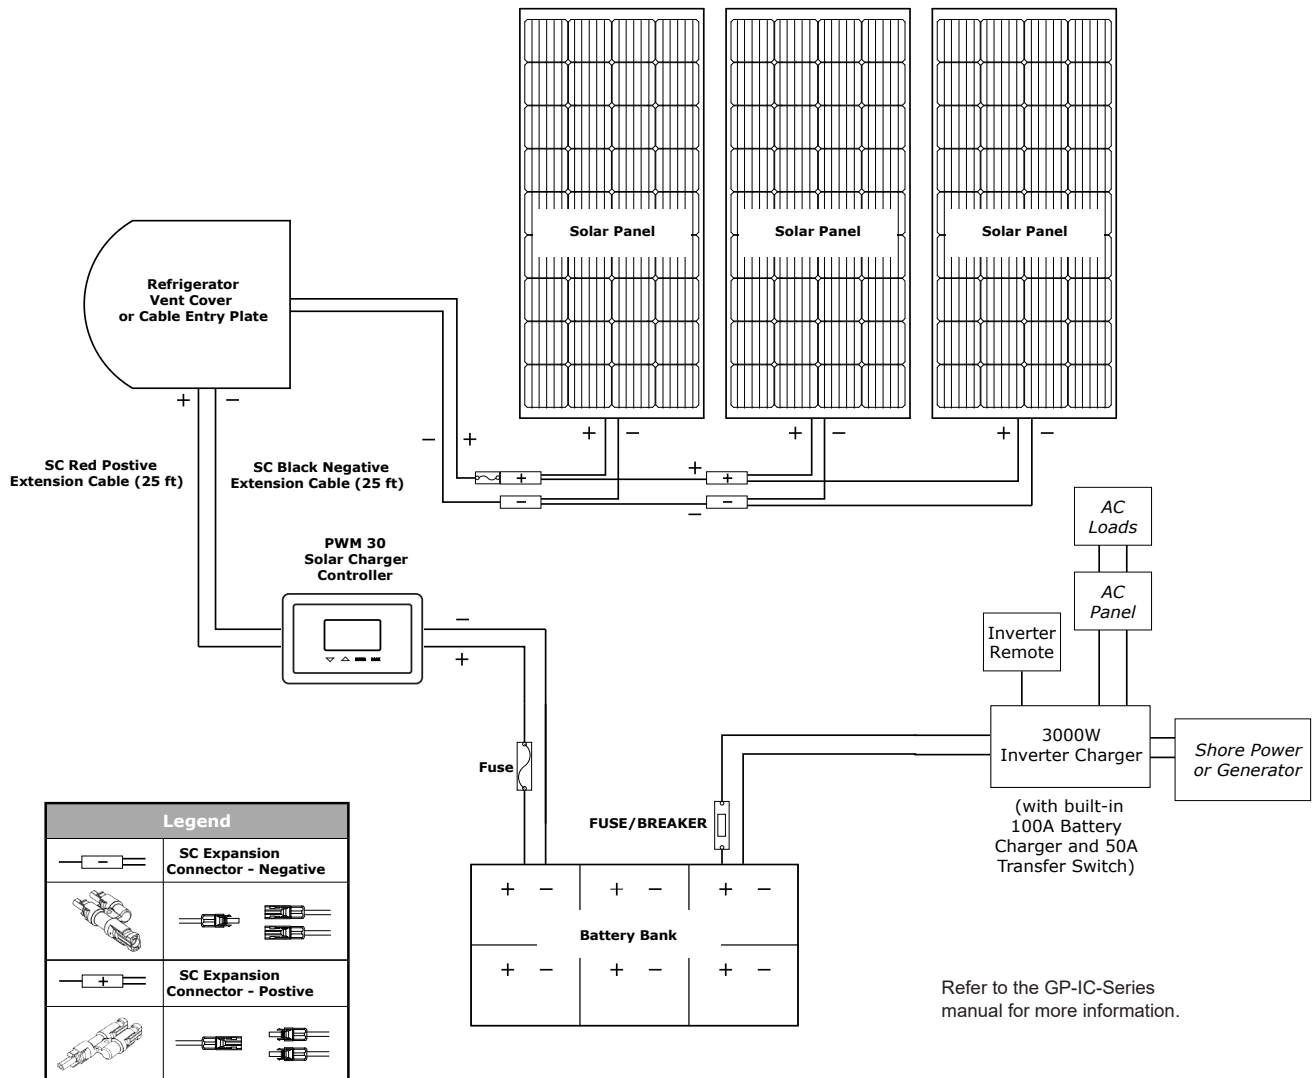 Solar Panel
Solar Panel
Solar Panel
Refrigerator
Vent Cover
or Cable Entry Plate
+ −
− +
+ −
+ −
+ −
SC Red Postive
Extension Cable (25 ft)
SC Black Negative
Extension Cable (25 ft)
+
+
+
−
−
−
PWM 30
Solar Charger
Controller
−
+
AC
Loads
AC
Panel
Inverter
Remote
3000W
Inverter Charger
Shore Power
or Generator
(with built-in
100A Battery
Charger and 50A
Transfer Switch)
Fuse
FUSE/BREAKER
+ − + − + −
Battery Bank
+ − + − + −
Legend
−
SC Expansion
Connector - Negative
+
SC Expansion
Connector - Postive
Refer to the GP-IC-Series
manual for more information.